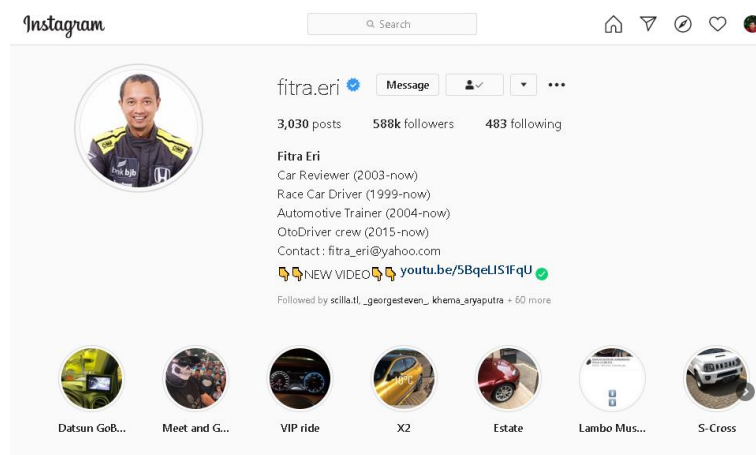 Instagram
Search
fitra.eri Message
3,030 posts 588k followers 483 following
Fitra Eri
Car Reviewer (2003-now)
Race Car Driver (1999-now)
Automotive Trainer (2004-now)
OtoDriver crew (2015-now)
Contact : fitra_eri@yahoo.com
👇👇NEW VIDEO👇👇 youtu.be/5BqeLIS1FqU
Followed by scilla.tl, _georgesteven_, khema_aryaputra + 60 more
bank bjb
Datsun GoB... Meet and G... VIP ride X2 Estate Lambo Mus... S-Cross